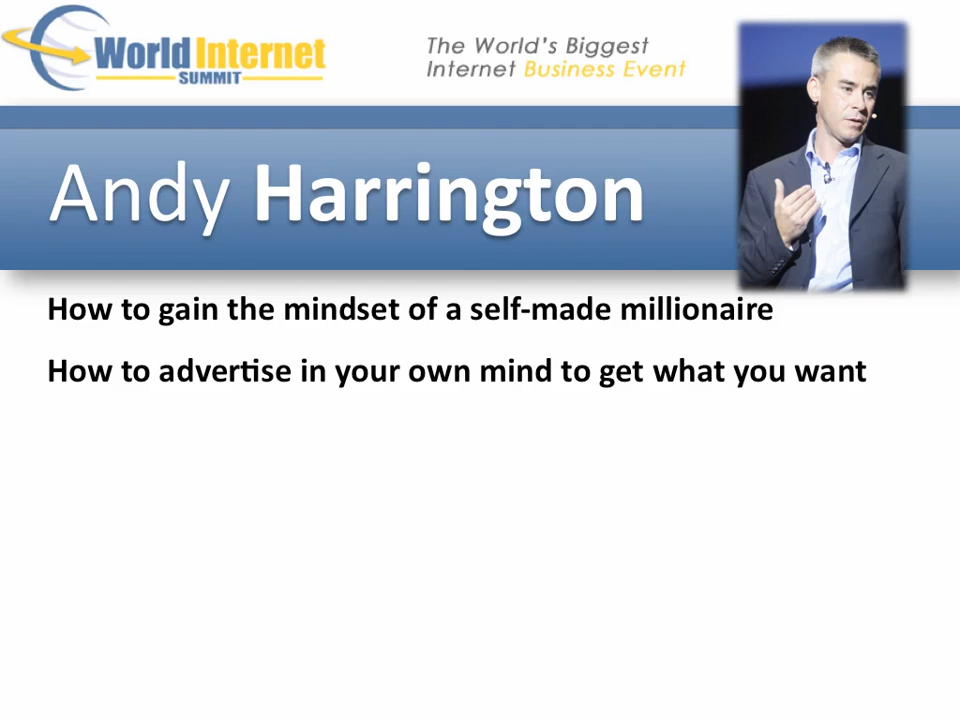 World Internet
SUMMIT
The World's Biggest
Internet Business Event
Andy Harrington
How to gain the mindset of a self-made millionaire
How to advertise in your own mind to get what you want